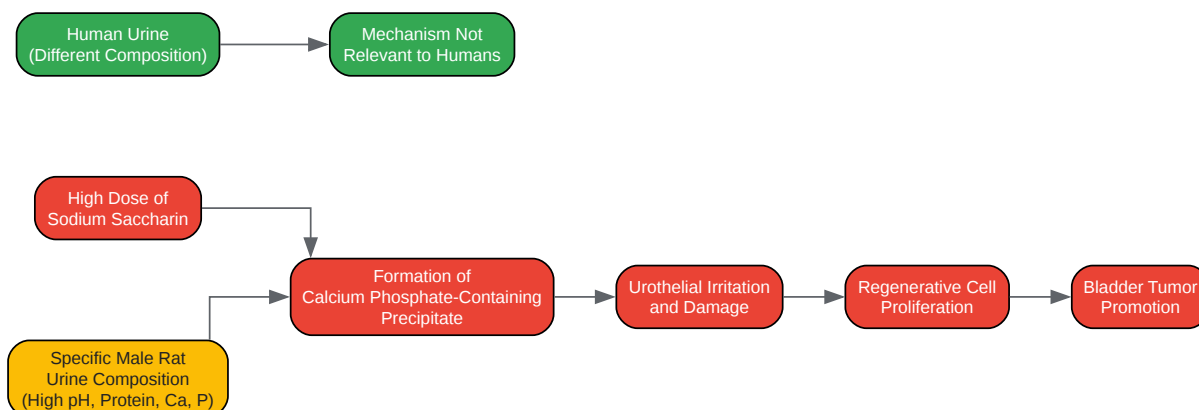 Human Urine
(Different Composition)
Mechanism Not
Relevant to Humans
High Dose of
Sodium Saccharin
Formation of
Calcium Phosphate-Containing
Precipitate
Urothelial Irritation
and Damage
Regenerative Cell
Proliferation
Bladder Tumor
Promotion
Specific Male Rat
Urine Composition
(High pH, Protein, Ca, P)